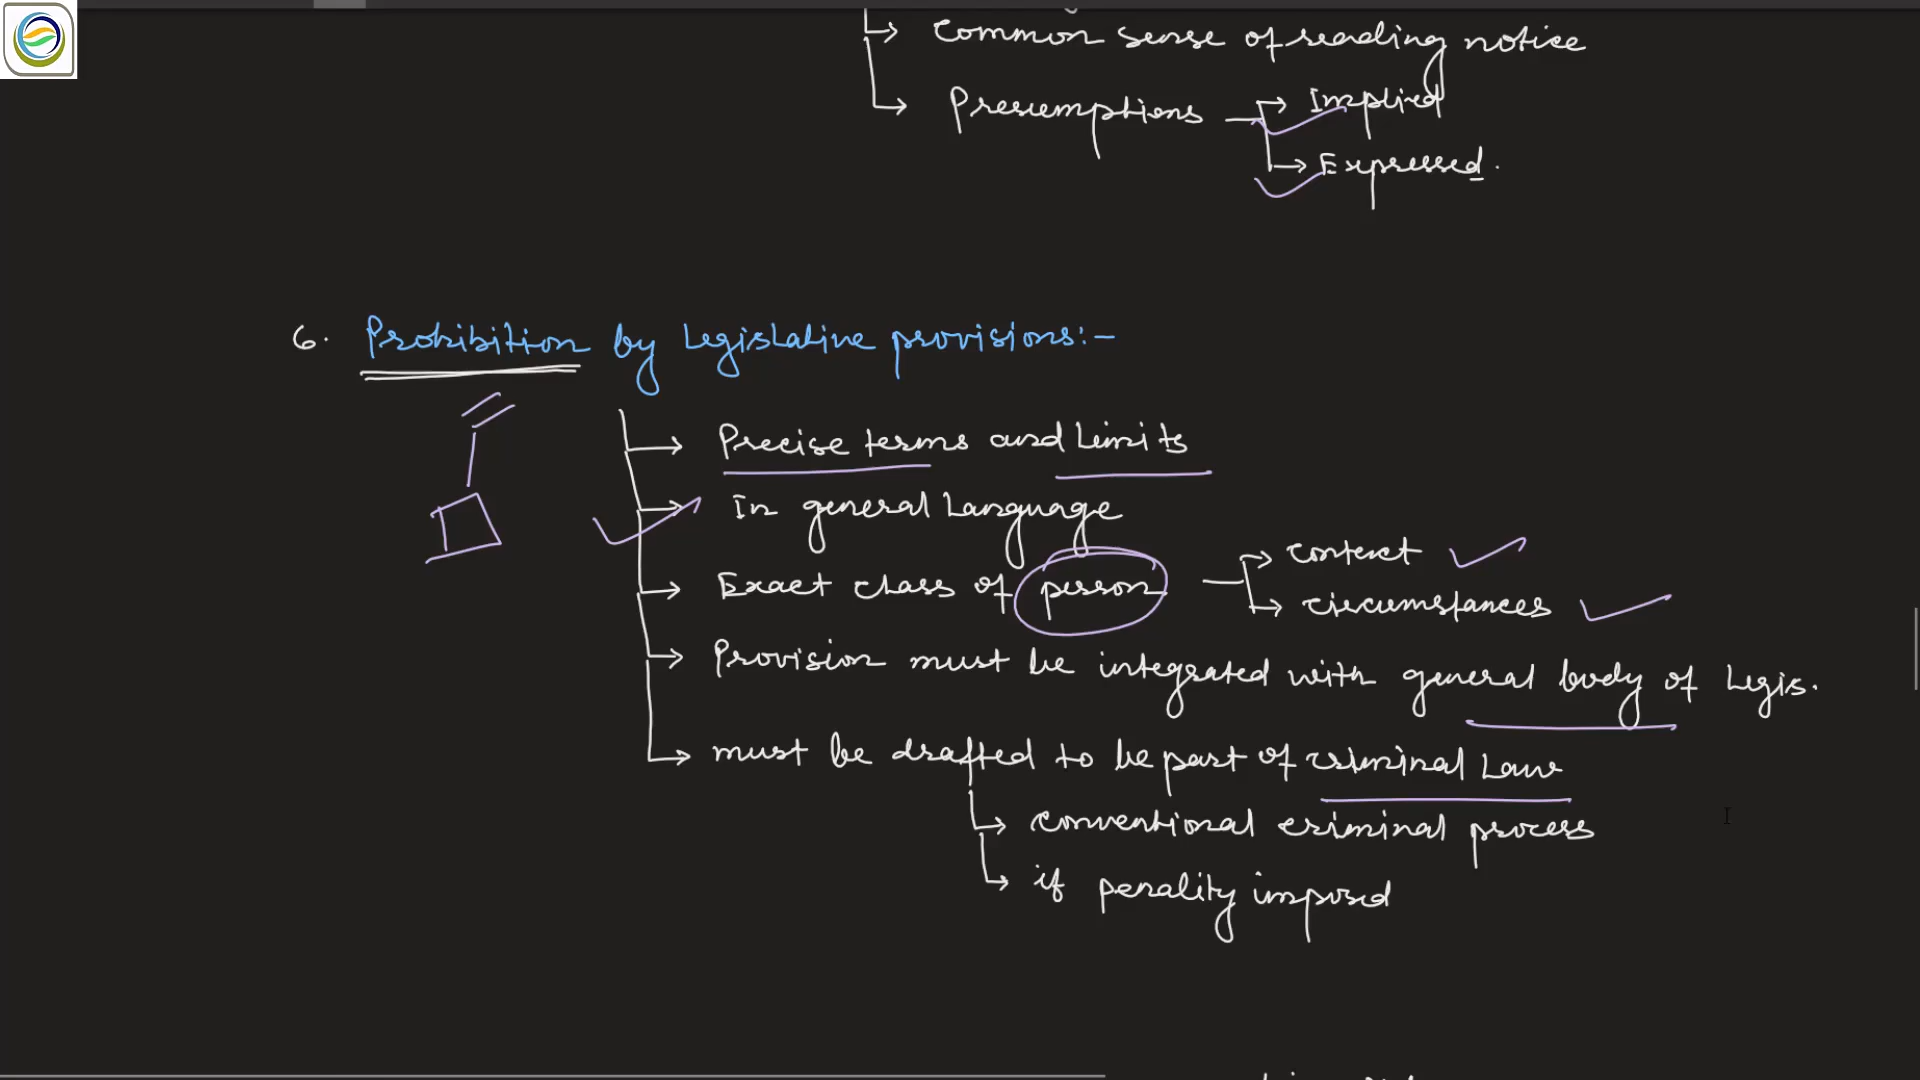 Common sense of reading notice
Presumptions → Implied
→ Expressed.
6. Prohibition by Legislative provisions:-
→ Precise terms and Limits
→ In general Language
→ Exact class of person → context
→ circumstances
→ Provision must be integrated with general body of Legis.
→ must be drafted to be part of criminal Law
→ conventional criminal process
→ if penality imposed